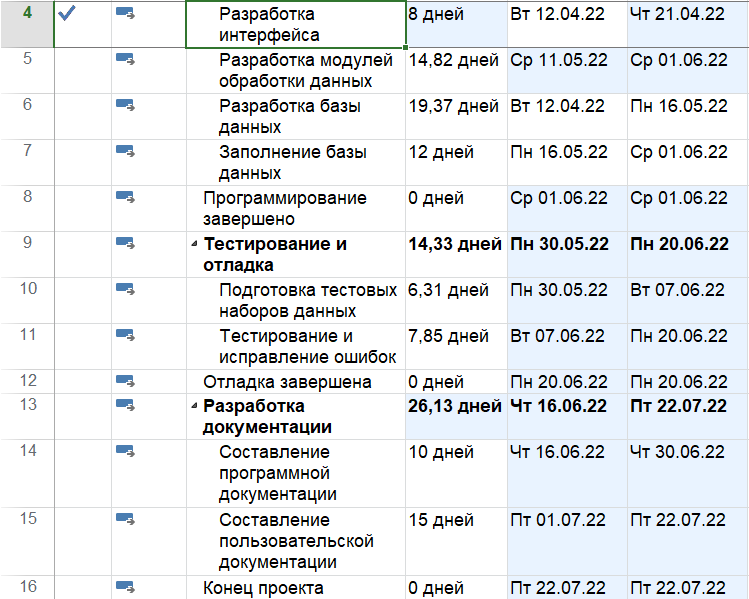 4 Разработка 8 дней Вт 12.04.22 Чт 21.04.22
интерфейса
5 Разработка модулей 14,82 дней Ср 11.05.22 Ср 01.06.22
обработки данных
6 Разработка базы 19,37 дней Вт 12.04.22 Пн 16.05.22
данных
7 Заполнение базы 12 дней Пн 16.05.22 Ср 01.06.22
данных
8 Программирование 0 дней Ср 01.06.22 Ср 01.06.22
завершено
9 Тестирование и 14,33 дней Пн 30.05.22 Пн 20.06.22
отладка
10 Подготовка тестовых 6,31 дней Пн 30.05.22 Вт 07.06.22
наборов данных
11 Тестирование и 7,85 дней Вт 07.06.22 Пн 20.06.22
исправление ошибок
12 Отладка завершена 0 дней Пн 20.06.22 Пн 20.06.22
13 Разработка 26,13 дней Чт 16.06.22 Пт 22.07.22
документации
14 Составление 10 дней Чт 16.06.22 Чт 30.06.22
программной
документации
15 Составление 15 дней Пт 01.07.22 Пт 22.07.22
пользовательской
документации
16 Конец проекта 0 дней Пт 22.07.22 Пт 22.07.22